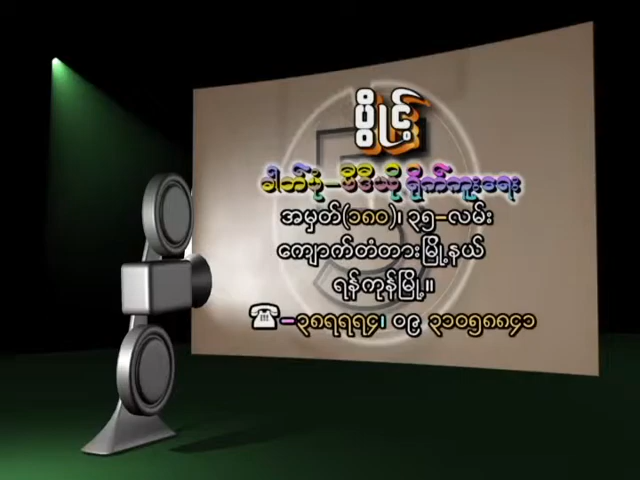 ပွိုင့်
ခါတ်ပုံ-ဗီဒီယို ရိုက်ကူးရေး
အမှတ်(၁၈၀)၊ ၃၅-လမ်း
ကျောက်တံတားမြို့နယ်
ရန်ကုန်မြို့။
☎-၃၈၇၇၇၄၊ ၀၉ ၃၁၀၅၈၈၄၁
5